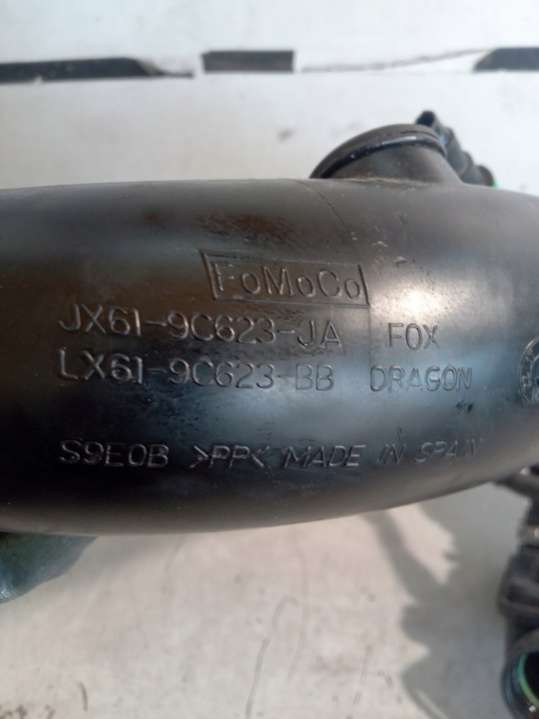 FoMoCo
JX61-9C623-JA FOX
LX61-9C623-BB DRAGON
S9E0B >PP< MADE IN SPAIN